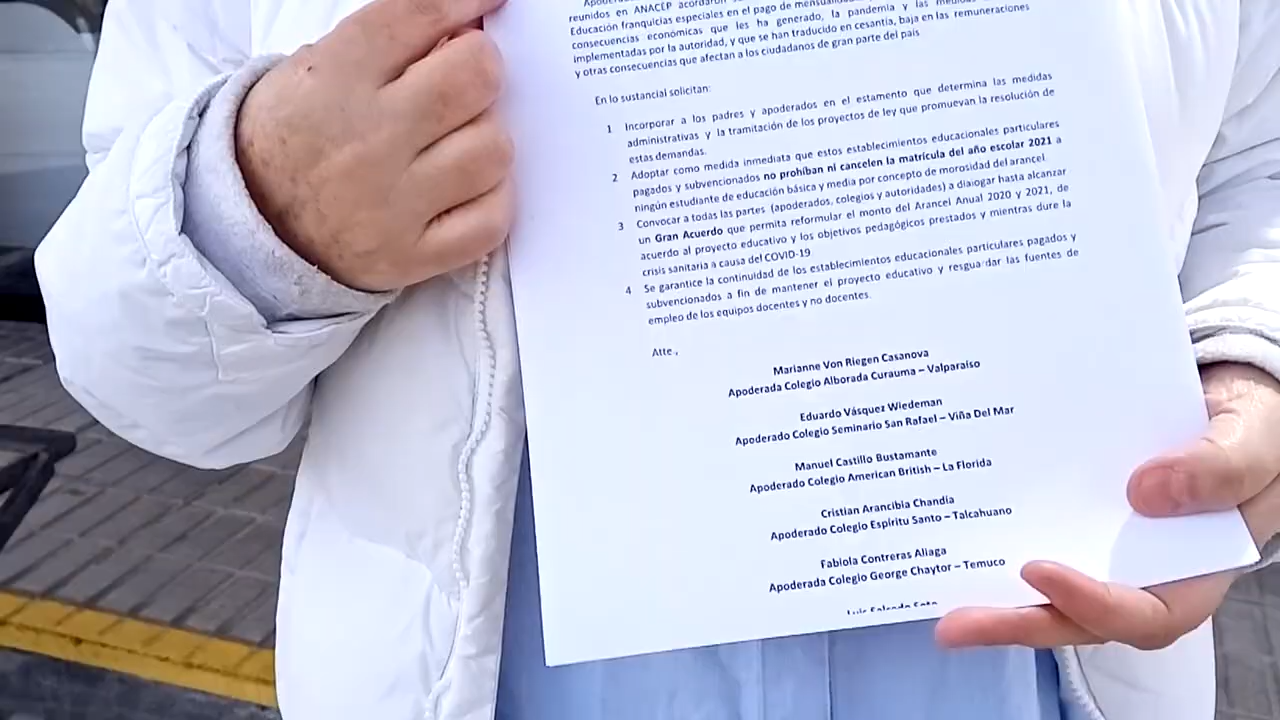 reunidos en ANACEP acordaron
Educación franquicias especiales en el pago de
consecuencias económicas que les ha generado, la pandemia y las
implementadas por la autoridad, y que se han traducido en cesantía, baja en las remuneraciones
y otras consecuencias que afectan a los ciudadanos de gran parte del país
En lo sustancial solicitan:
1 Incorporar a los padres y apoderados en el estamento que determina las medidas
administrativas y la tramitación de los proyectos de ley que promuevan la resolución de
estas demandas.
2 Adoptar como medida inmediata que estos establecimientos educacionales particulares
pagados y subvencionados no prohíban ni cancelen la matrícula del año escolar 2021 a
ningún estudiante de educación básica y media por concepto de morosidad del arancel.
3 Convocar a todas las partes (apoderados, colegios y autoridades) a dialogar hasta alcanzar
un Gran Acuerdo que permita reformular el monto del Arancel Anual 2020 y 2021, de
acuerdo al proyecto educativo y los objetivos pedagógicos prestados y mientras dure la
crisis sanitaria a causa del COVID-19
4 Se garantice la continuidad de los establecimientos educacionales particulares pagados y
subvencionados a fin de mantener el proyecto educativo y resguardar las fuentes de
empleo de los equipos docentes y no docentes.
Atte.,
Marianne Von Riegen Casanova
Apoderada Colegio Alborada Curauma – Valparaíso
Eduardo Vásquez Wiedeman
Apoderado Colegio Seminario San Rafael – Viña Del Mar
Manuel Castillo Bustamante
Apoderado Colegio American British – La Florida
Cristian Arancibia Chandia
Apoderado Colegio Espíritu Santo – Talcahuano
Fabiola Contreras Aliaga
Apoderada Colegio George Chaytor – Temuco